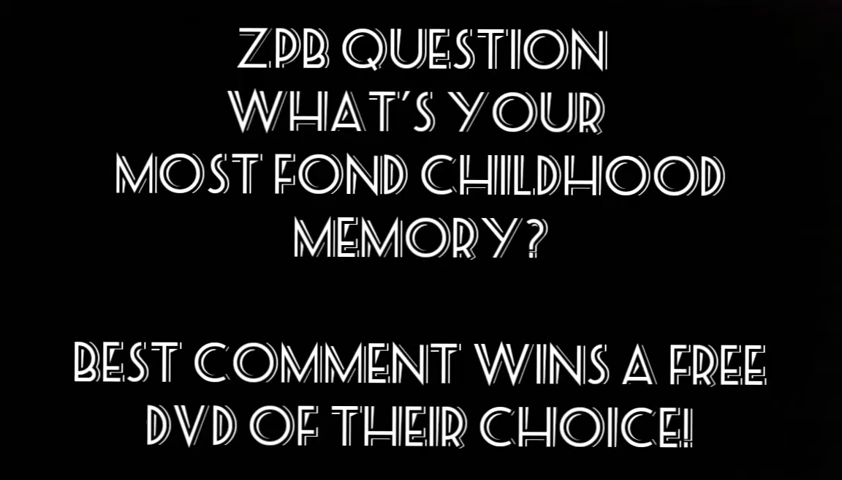 ZPB QUESTION
WHAT'S YOUR
MOST FOND CHILDHOOD
MEMORY?
BEST COMMENT WINS A FREE
DVD OF THEIR CHOICE!